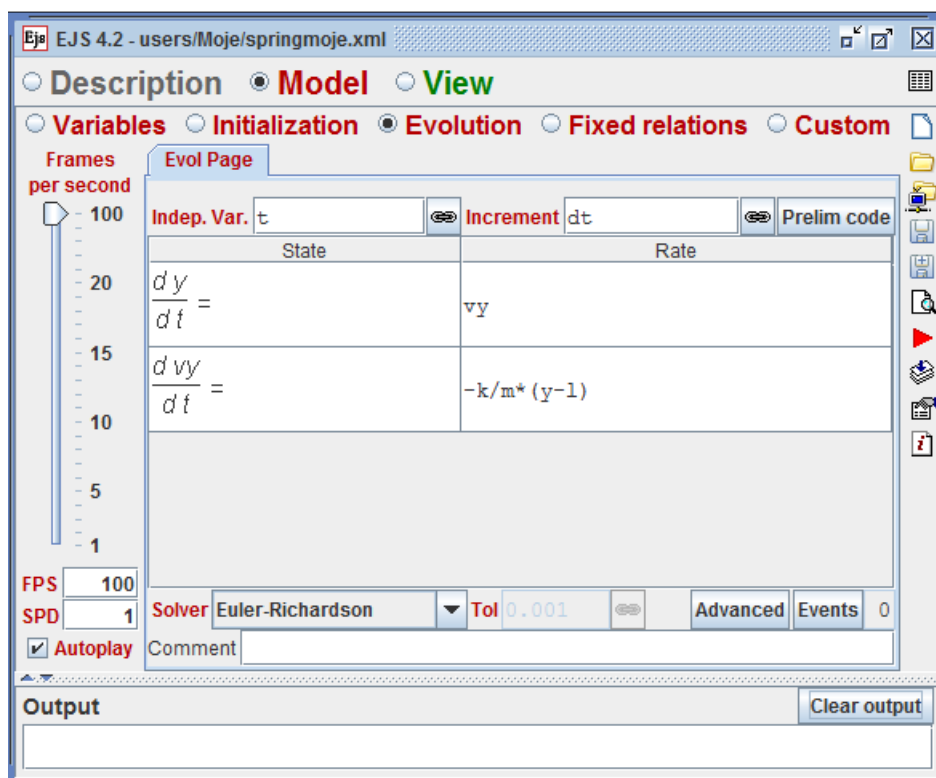 Ejs EJS 4.2 - users/Moje/springmoje.xml
Description Model View
Variables Initialization Evolution Fixed relations Custom
Frames per second
Evol Page
100
20
15
10
5
1
Indep. Var. t Increment dt Prelim code
State Rate
d y
d t
= vy
d vy
d t
= -k/m*(y-l)
FPS 100
SPD 1
Autoplay
Solver Euler-Richardson Tol 0.001 Advanced Events 0
Comment
Output Clear output